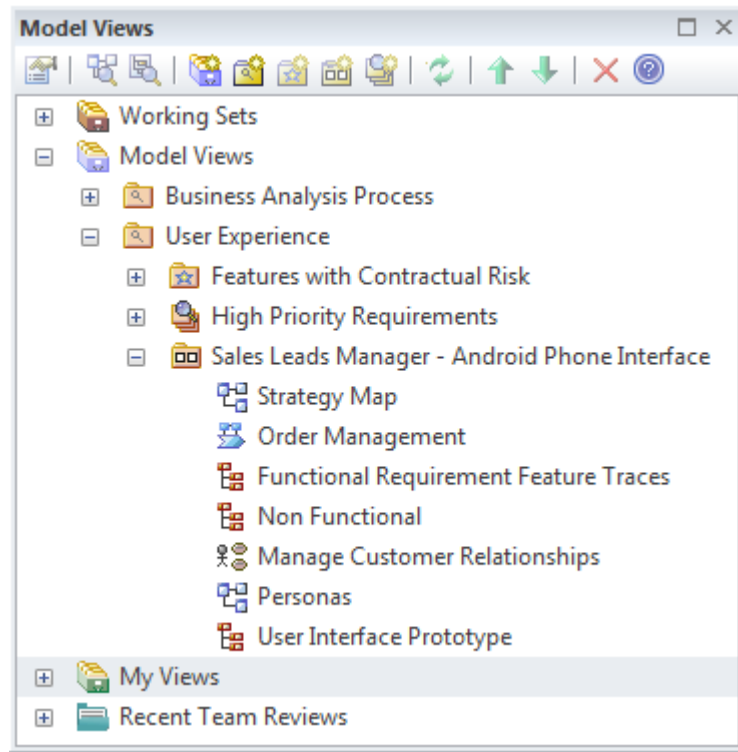 Model Views
Working Sets
Model Views
Business Analysis Process
User Experience
Features with Contractual Risk
High Priority Requirements
Sales Leads Manager - Android Phone Interface
Strategy Map
Order Management
Functional Requirement Feature Traces
Non Functional
Manage Customer Relationships
Personas
User Interface Prototype
My Views
Recent Team Reviews